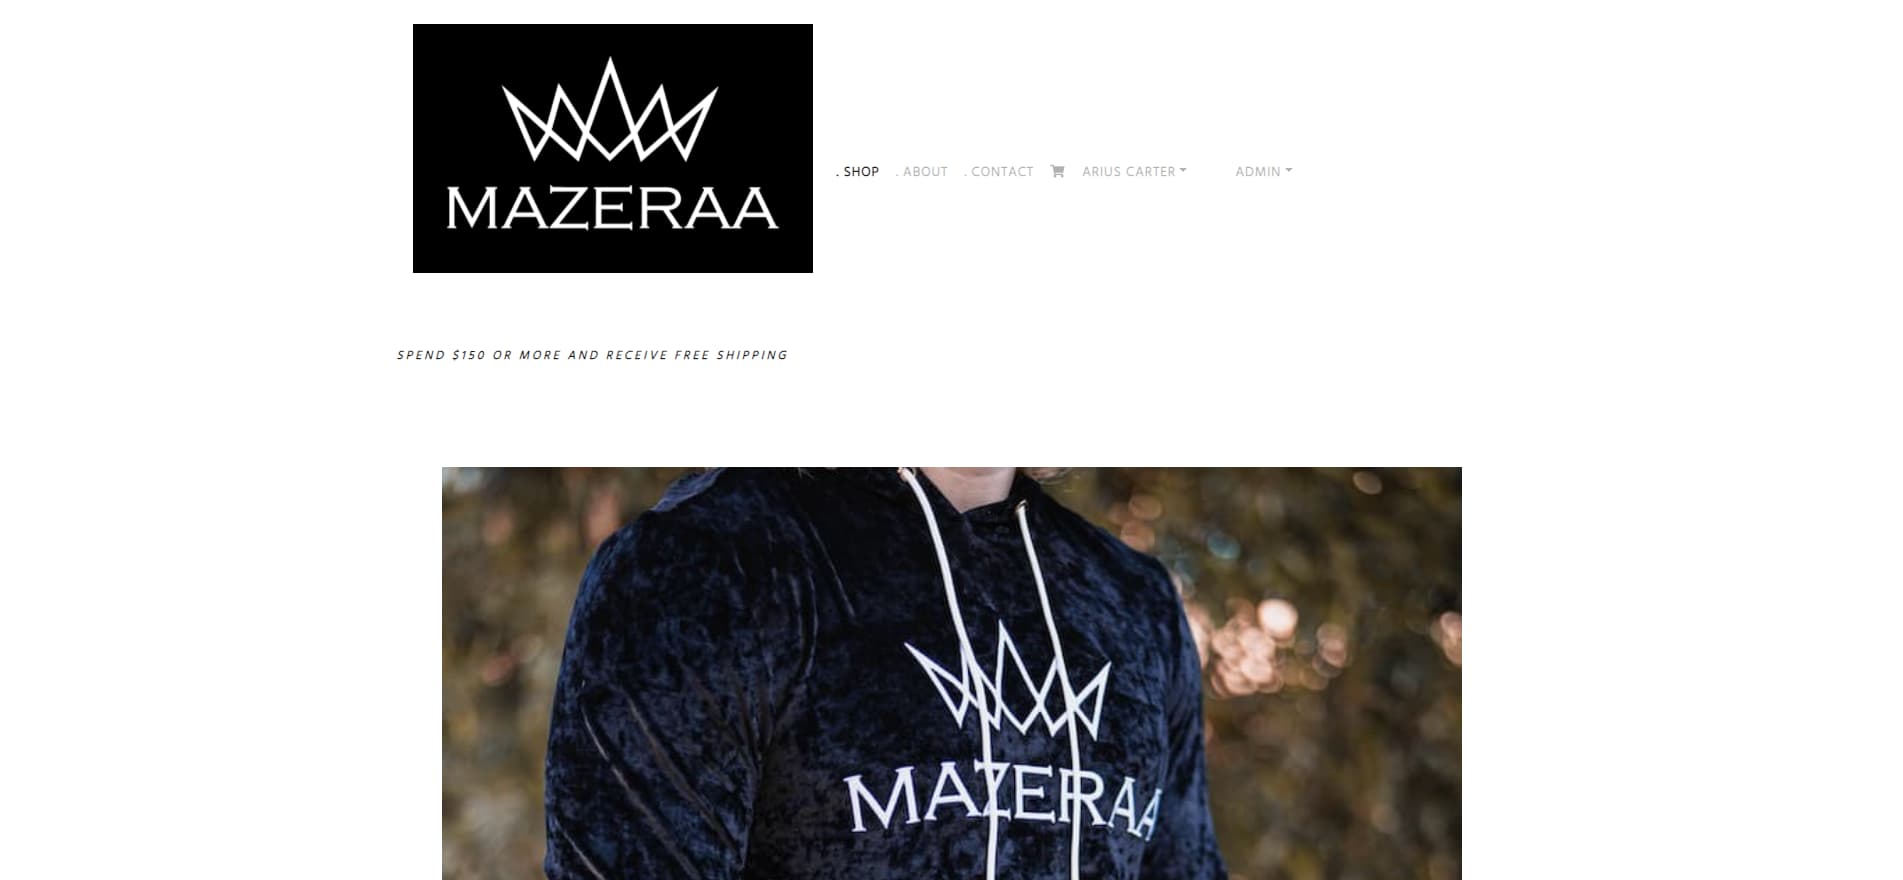 MAZERAA
. SHOP . ABOUT . CONTACT ARIUS CARTER ADMIN
SPEND $150 OR MORE AND RECEIVE FREE SHIPPING
MAZERAA